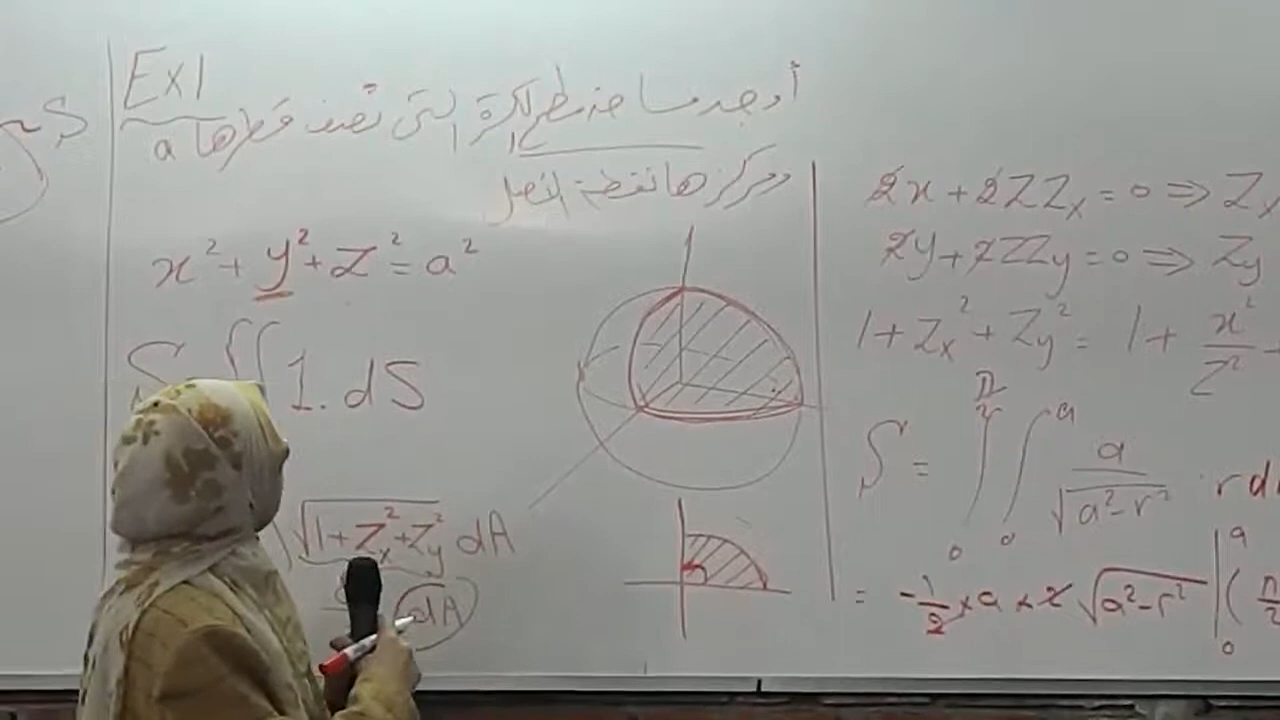 Ex1
أوجد مساحة سطح الكرة التي نصف قطرها a
ومركزها نقطة الأصل
x² + y² + z² = a²
S = ∬ 1. dS
√(1+Zx²+Zy²) dA
dA
2x + 2ZZx = 0 ⇒ Zx
2y + 2ZZy = 0 ⇒ Zy
1 + Zx² + Zy² = 1 + x²/Z² +
S = ∫₀^(π/2) ∫₀^a a/√(a²-r²) . r d
= -1/2 × a × 2 √(a²-r²) |₀^a (π/2
S